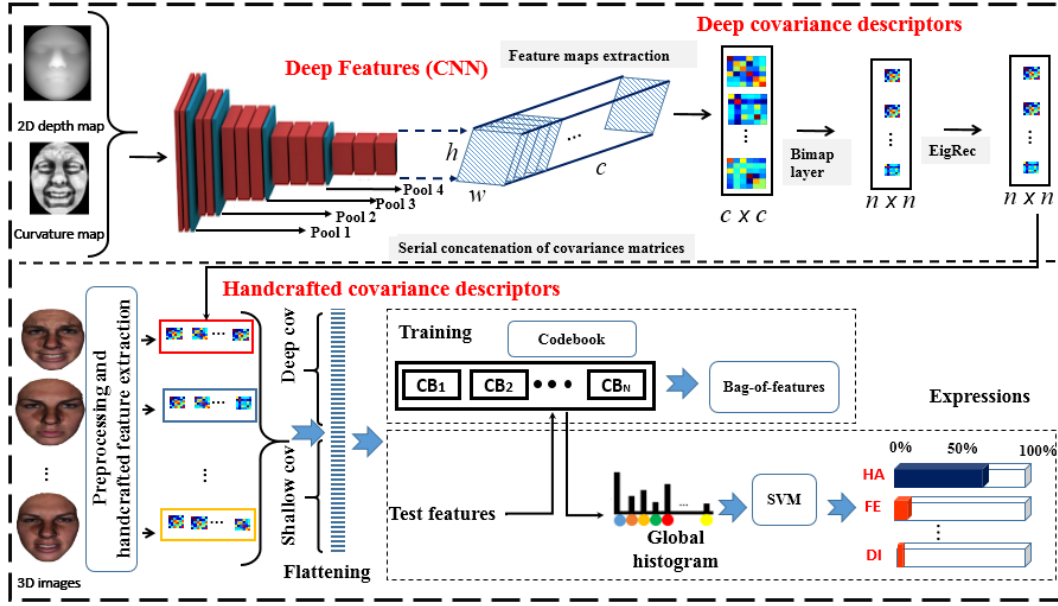 Deep covariance descriptors
Feature maps extraction
Deep Features (CNN)
2D depth map
Curvature map
h
w
c
...
Pool 4
Pool 3
Pool 2
Pool 1
c x c
Bimap
layer
n x n
EigRec
n x n
Serial concatenation of covariance matrices
Handcrafted covariance descriptors
3D images
Preprocessing and
handcrafted feature extraction
Deep cov
Shallow cov
Flattening
Training
Codebook
CB1
CB2
CBN
Bag-of-features
Test features
...
Global
histogram
SVM
Expressions
0%
50%
100%
HA
FE
DI